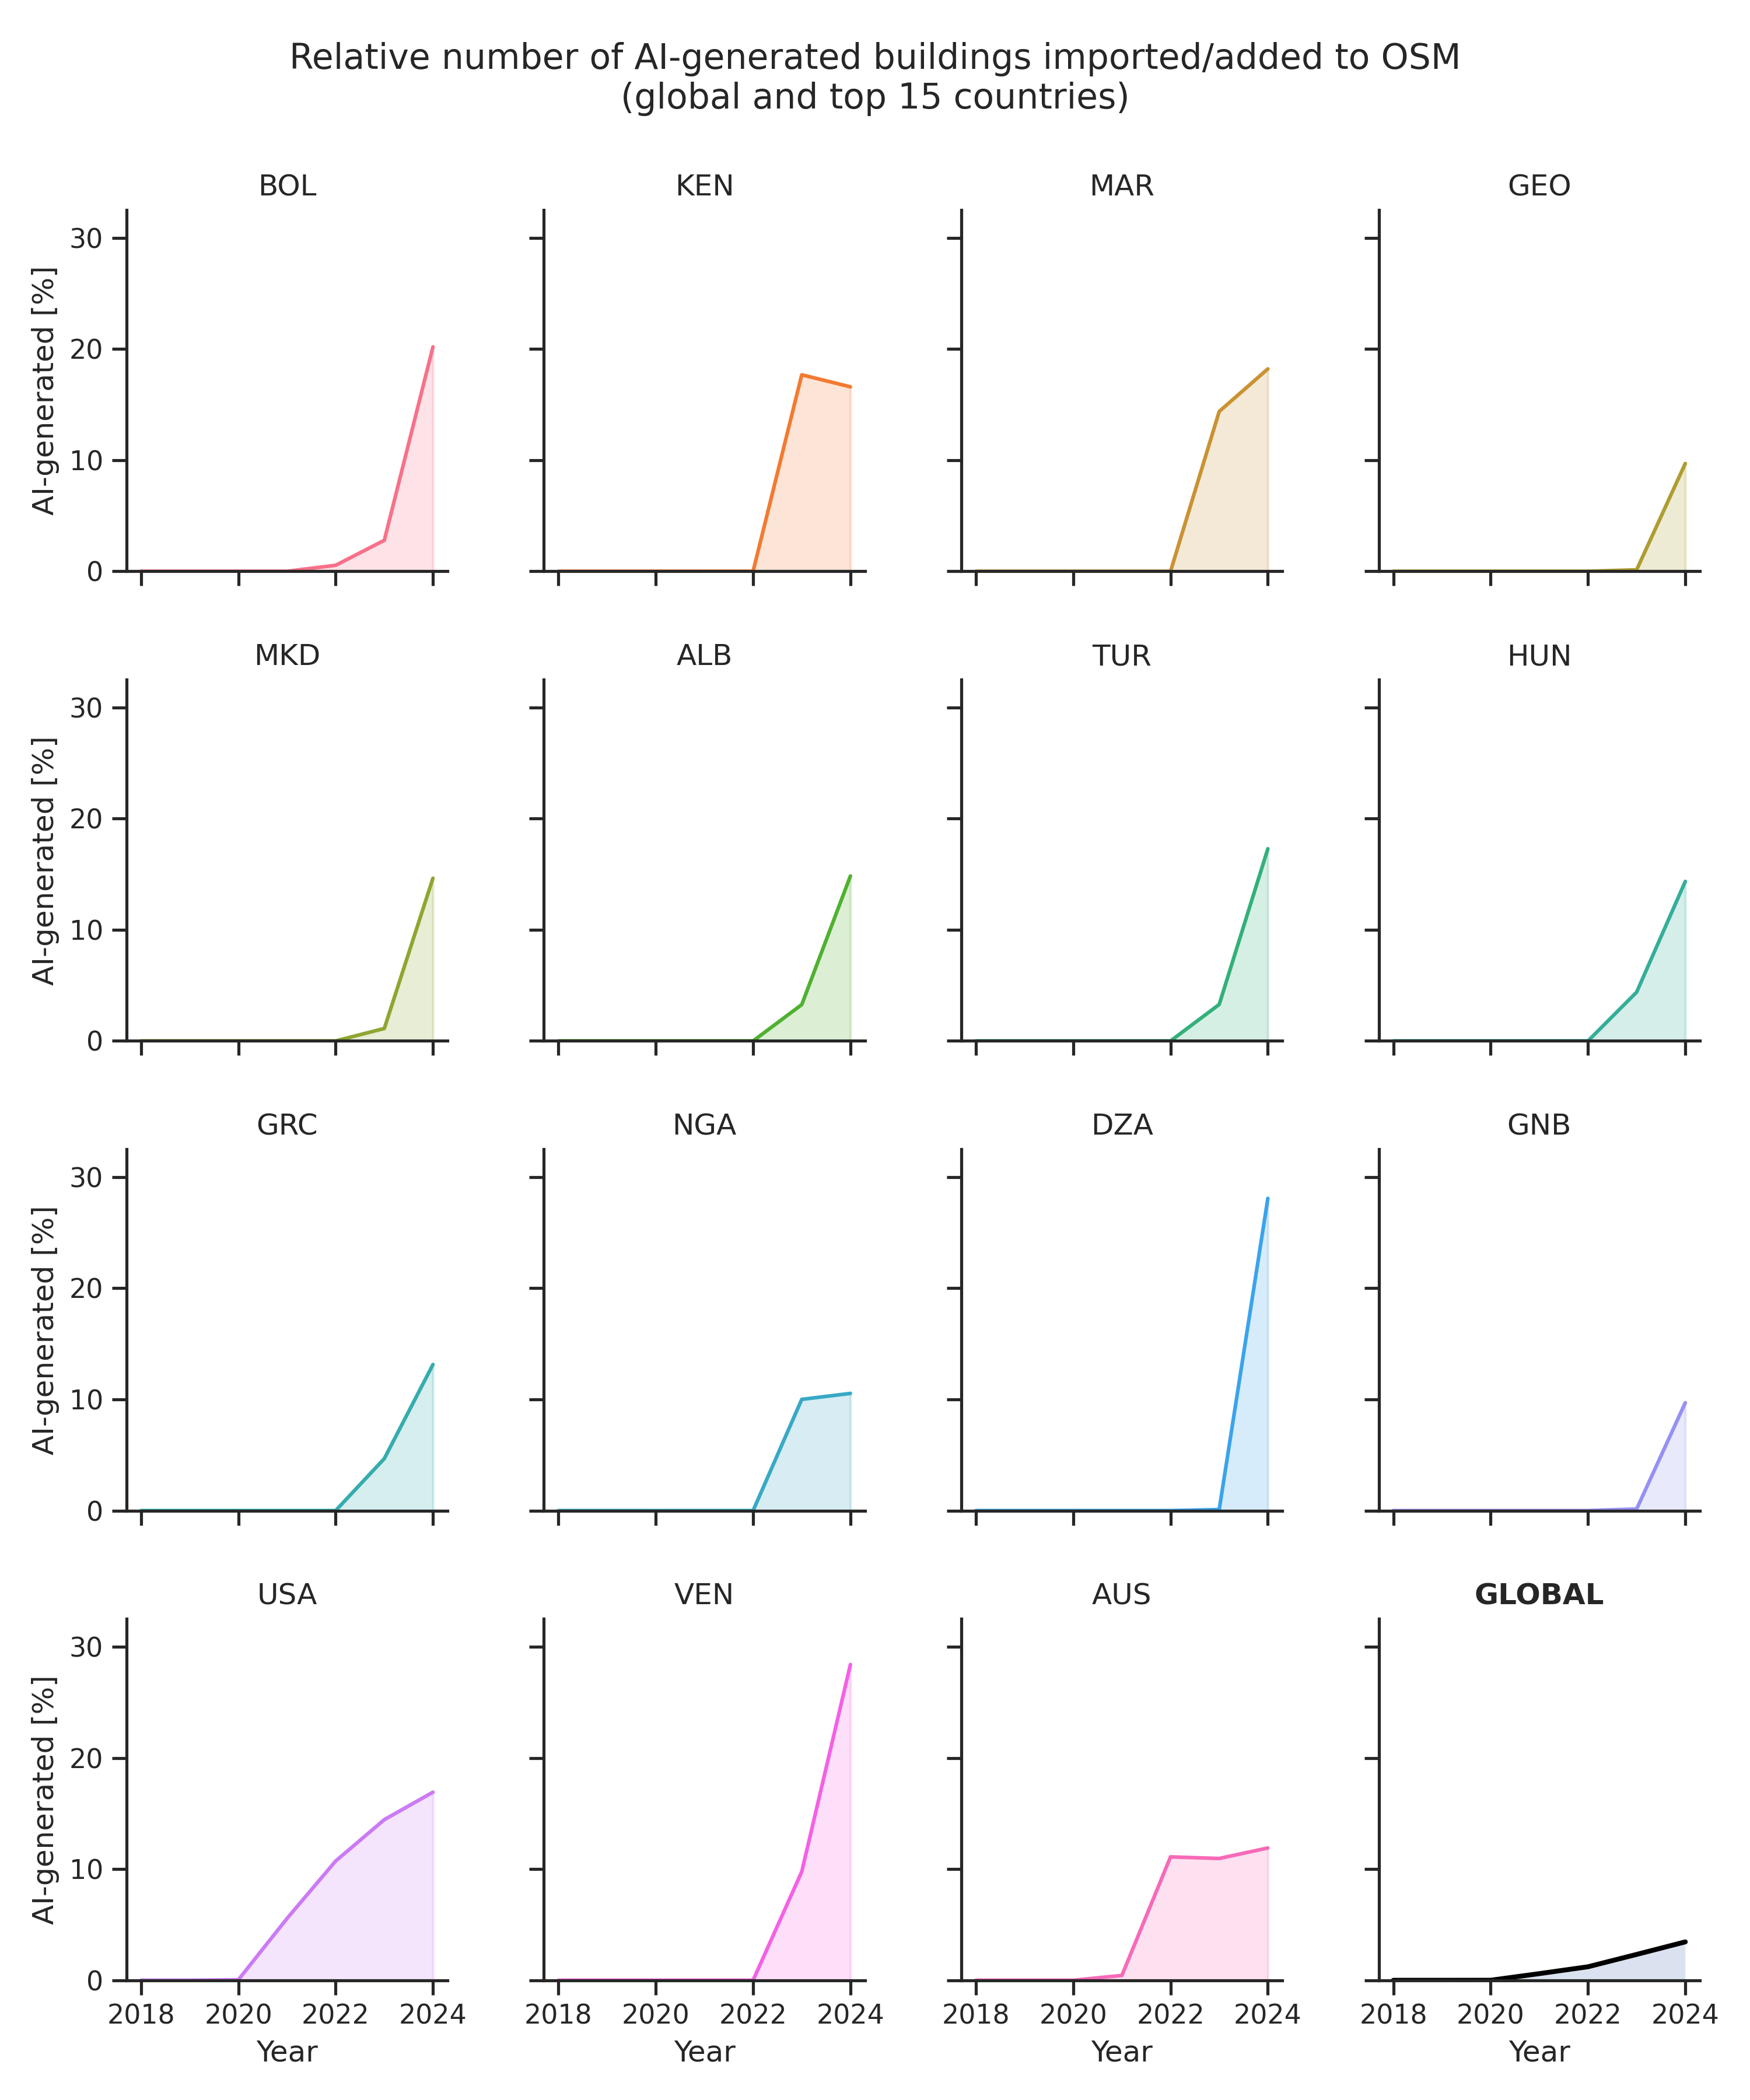 Relative number of AI-generated buildings imported/added to OSM
(global and top 15 countries)
BOL
KEN
MAR
GEO
AI-generated [%]
30
20
10
0
MKD
ALB
TUR
HUN
AI-generated [%]
30
20
10
0
GRC
NGA
DZA
GNB
AI-generated [%]
30
20
10
0
USA
VEN
AUS
GLOBAL
AI-generated [%]
30
20
10
0
2018 2020 2022 2024
2018 2020 2022 2024
2018 2020 2022 2024
2018 2020 2022 2024
Year
Year
Year
Year